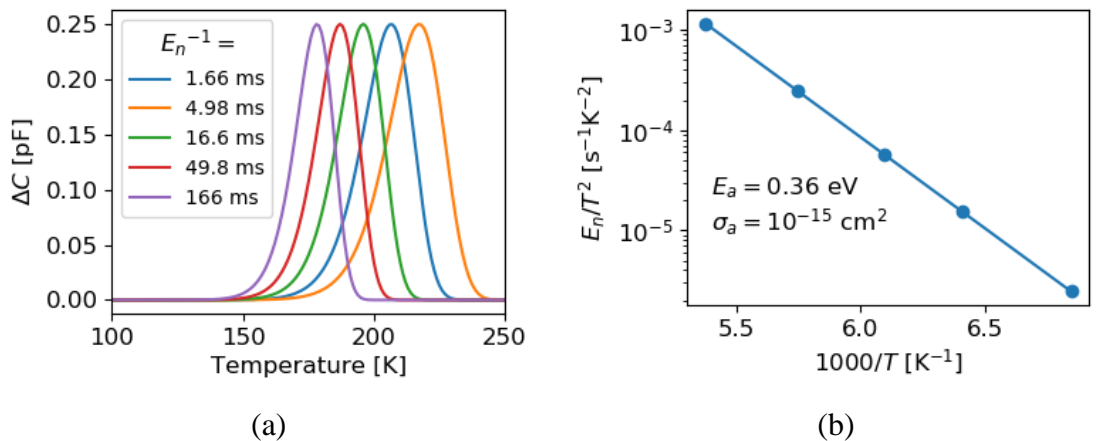 0.25
0.20
0.15
0.10
0.05
0.00
ΔC [pF]
Eₙ⁻¹ =
1.66 ms
4.98 ms
16.6 ms
49.8 ms
166 ms
100
150
200
250
Temperature [K]
(a)
10⁻³
10⁻⁴
10⁻⁵
Eₙ/T² [s⁻¹K⁻²]
Eₐ = 0.36 eV
σₐ = 10⁻¹⁵ cm²
5.5
6.0
6.5
1000/T [K⁻¹]
(b)